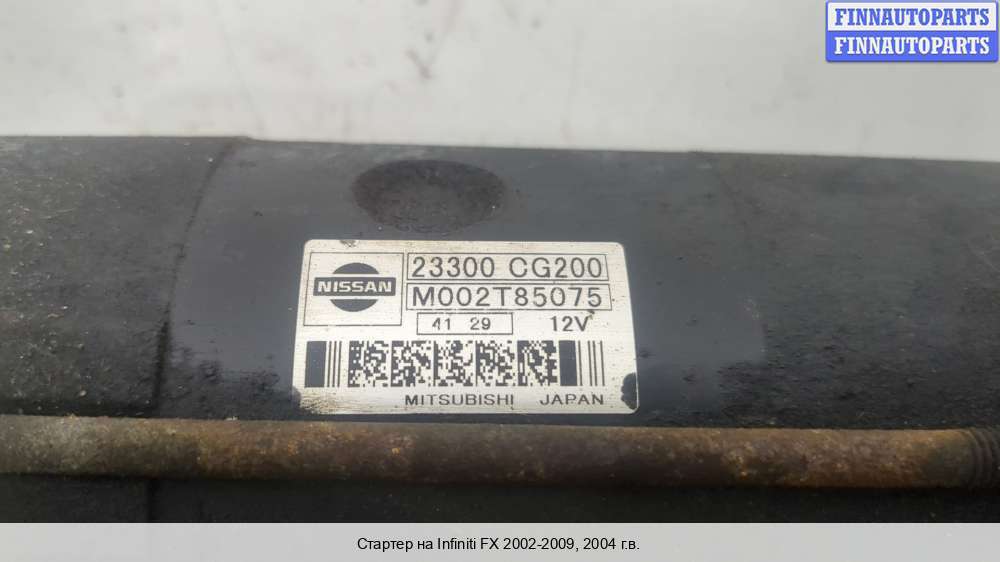 FINNAUTOPARTS
FINNAUTOPARTS
NISSAN
23300 CG200
M002T85075
41 29 12V
MITSUBISHI JAPAN
Стартер на Infiniti FX 2002-2009, 2004 г.в.